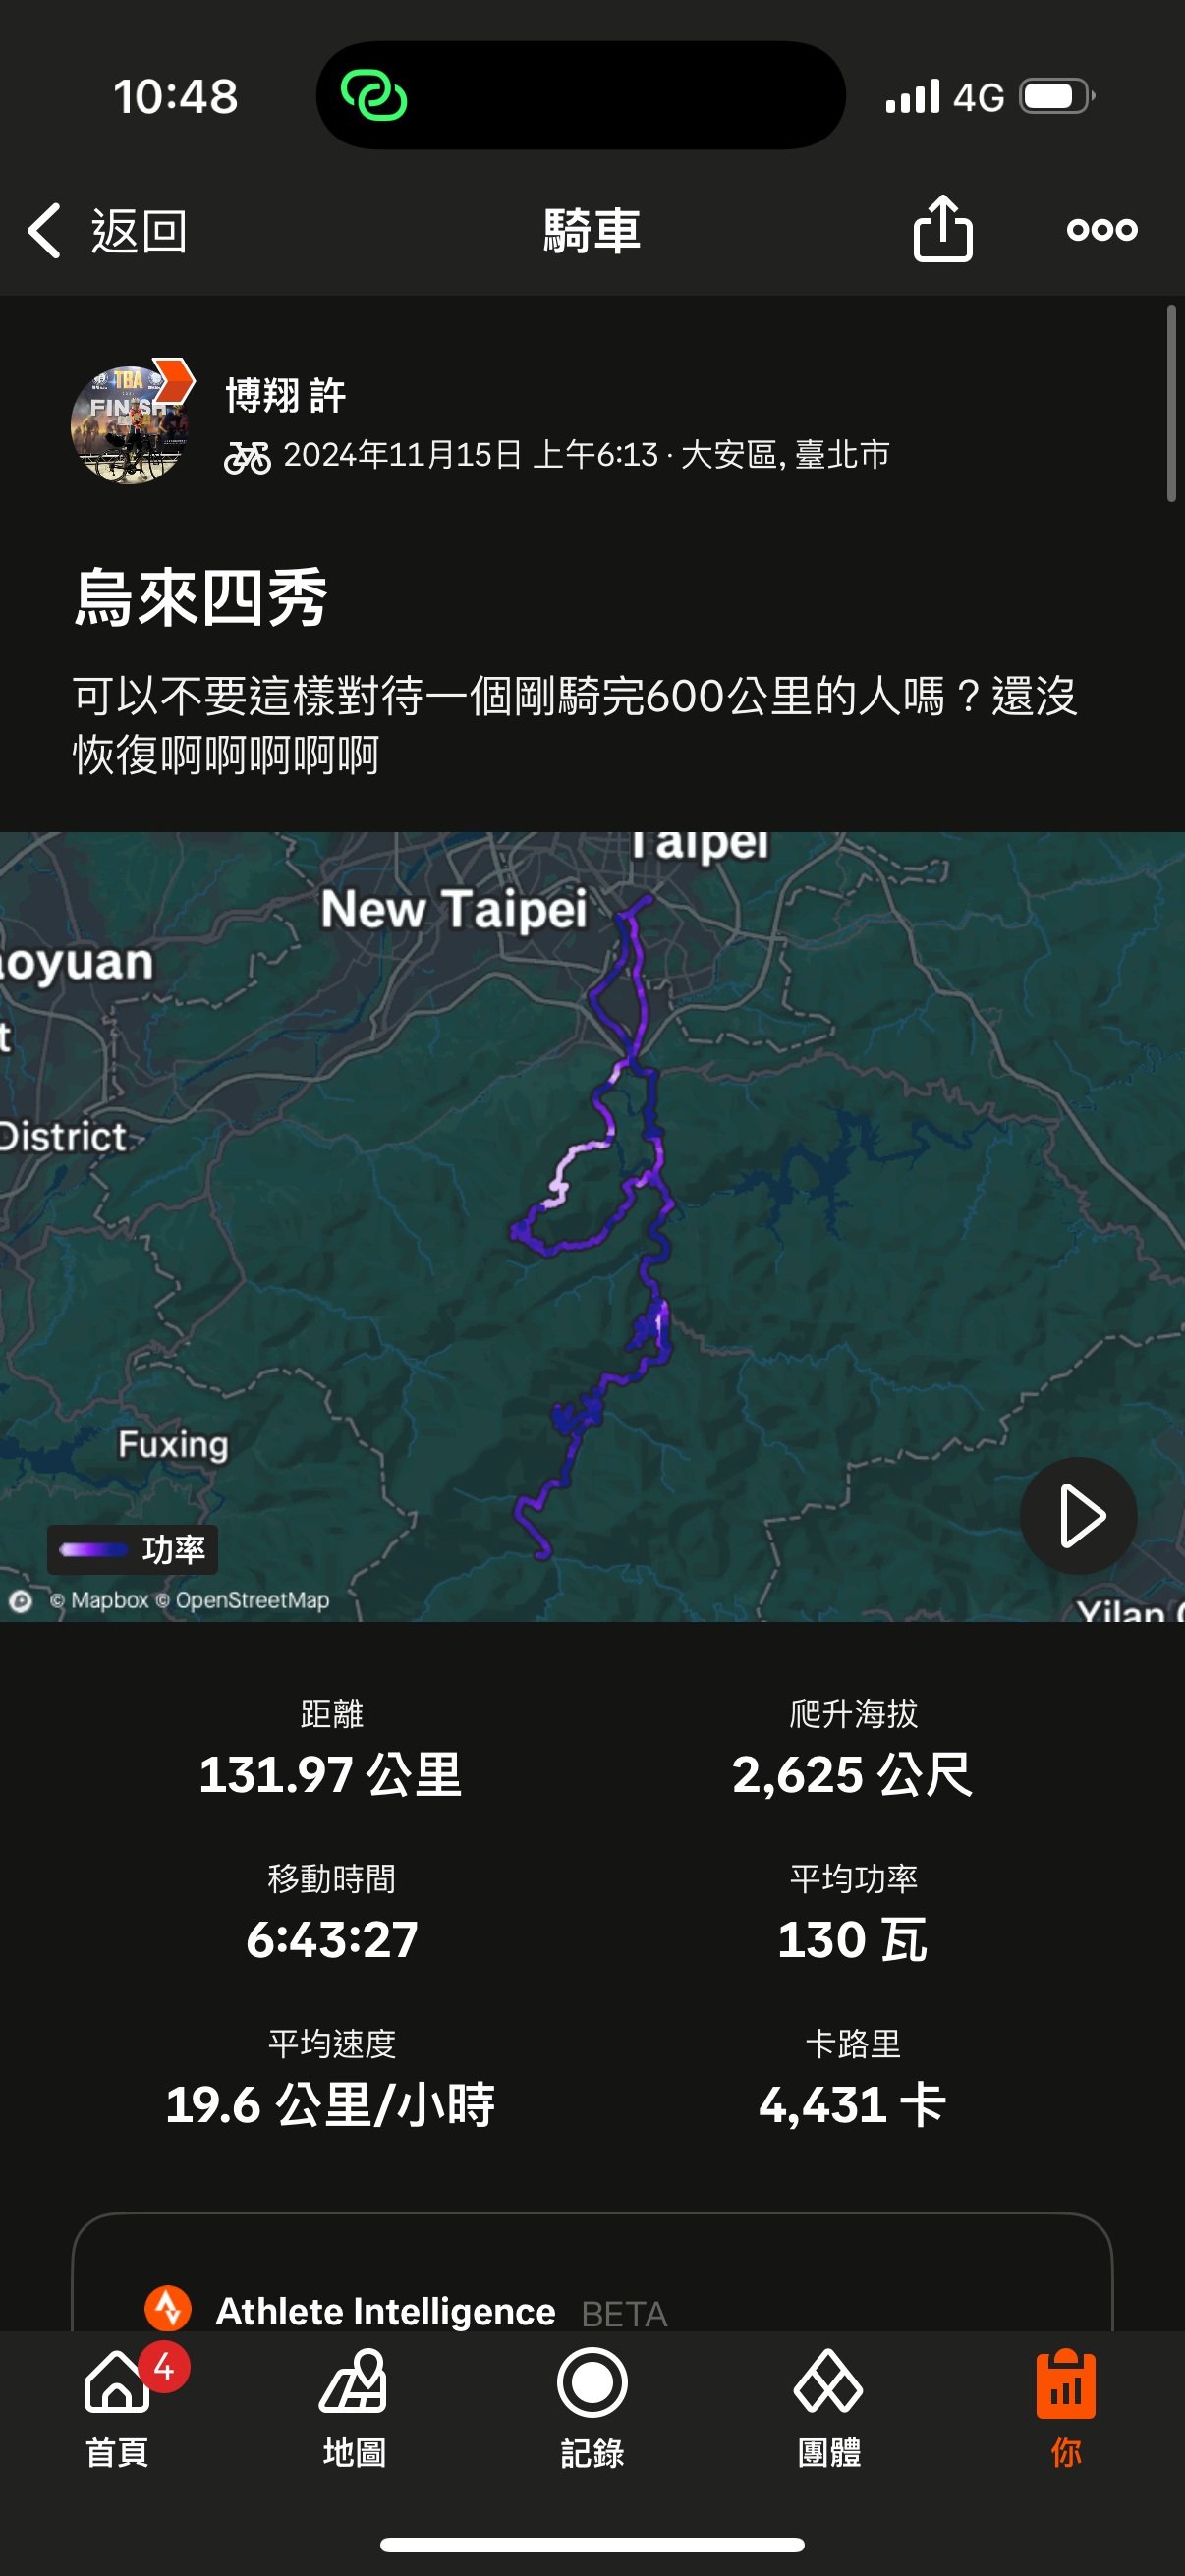 10:48
4G
返回
騎車
TBA
FINISH
博翔 許
2024年11月15日 上午6:13 · 大安區, 臺北市
烏來四秀
可以不要這樣對待一個剛騎完600公里的人嗎？還沒
恢復啊啊啊啊啊
Taipei
New Taipei
aoyuan
t
District
Fuxing
功率
© Mapbox © OpenStreetMap
Yilan C
距離
爬升海拔
131.97 公里
2,625 公尺
移動時間
平均功率
6:43:27
130 瓦
平均速度
卡路里
19.6 公里/小時
4,431 卡
Athlete Intelligence BETA
4
首頁
地圖
記錄
團體
你